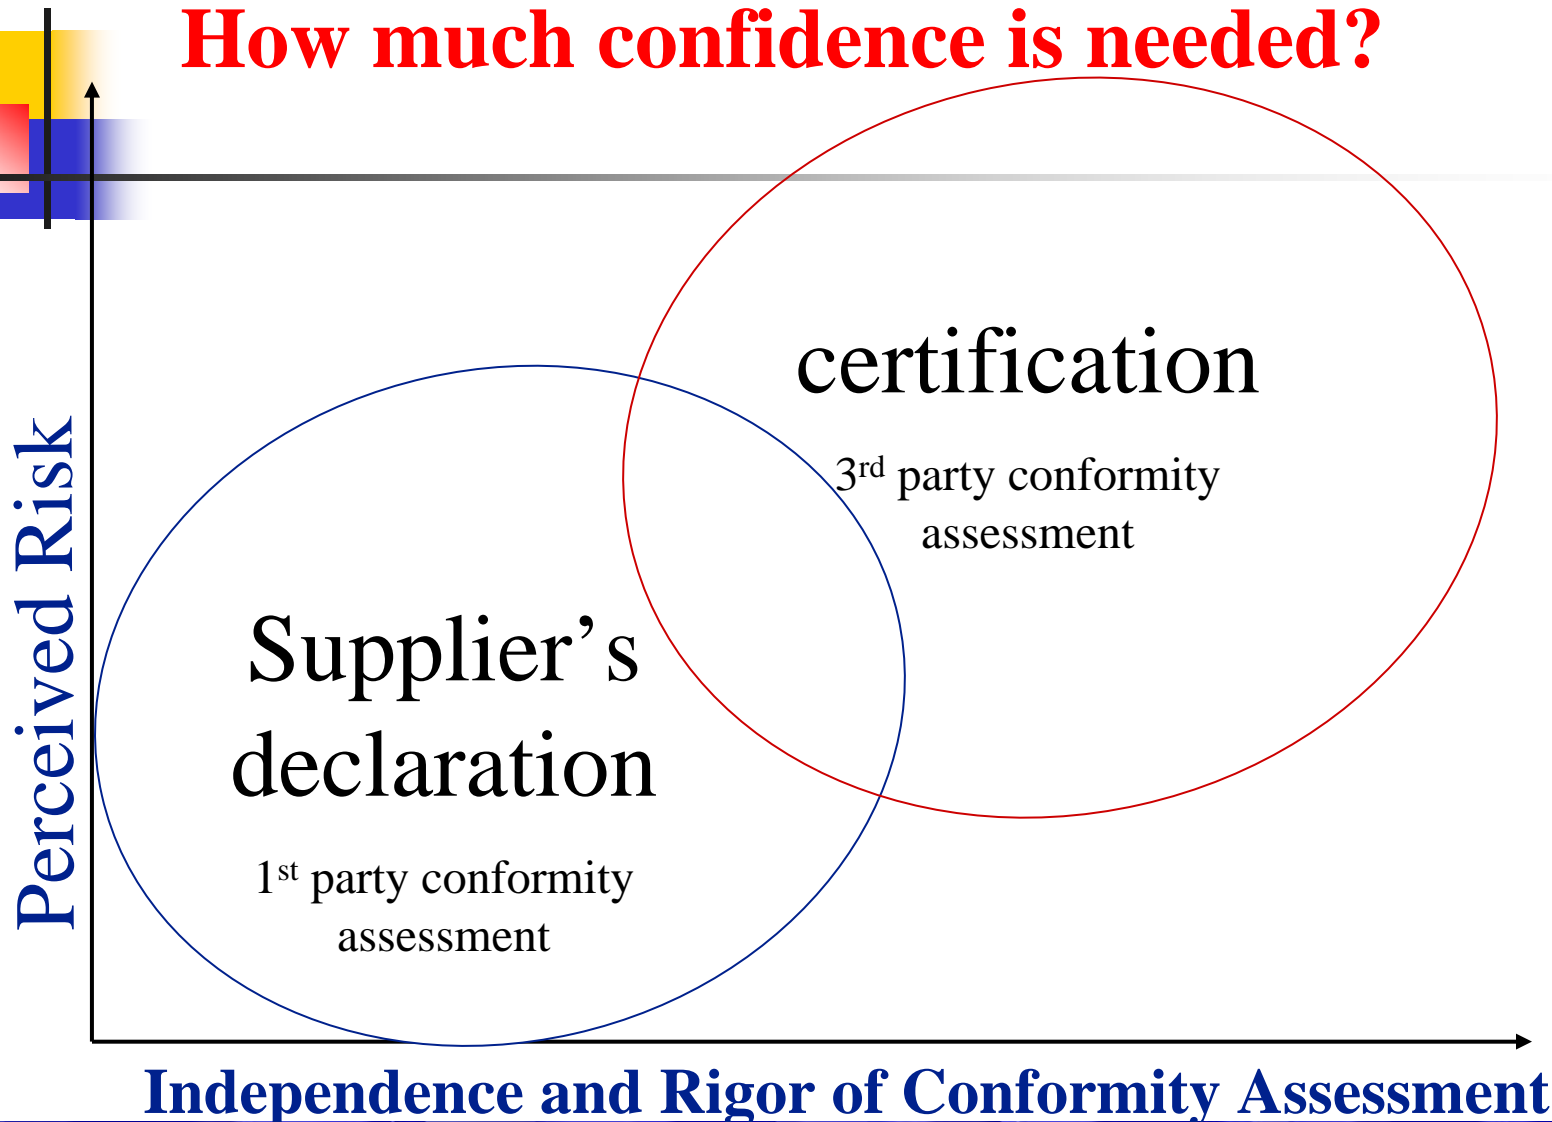 How much confidence is needed?
certification
3rd party conformity
assessment
Perceived Risk
Supplier’s
declaration
1st party conformity
assessment
Independence and Rigor of Conformity Assessment